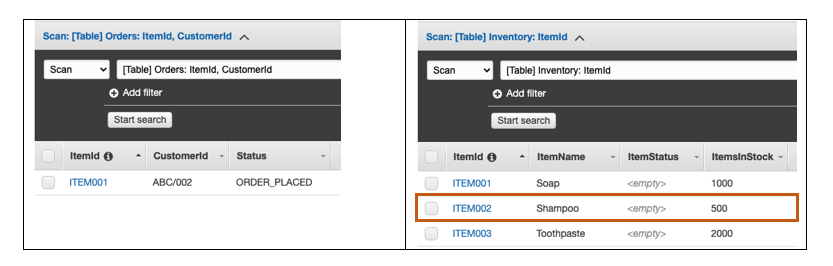 Scan: [Table] Orders: ItemId, CustomerId
Scan [Table] Orders: ItemId, CustomerId
Add filter
Start search
ItemId CustomerId Status
ITEM001 ABC/002 ORDER_PLACED
Scan: [Table] Inventory: ItemId
Scan [Table] Inventory: ItemId
Add filter
Start search
ItemId ItemName ItemStatus ItemsInStock
ITEM001 Soap <empty> 1000
ITEM002 Shampoo <empty> 500
ITEM003 Toothpaste <empty> 2000